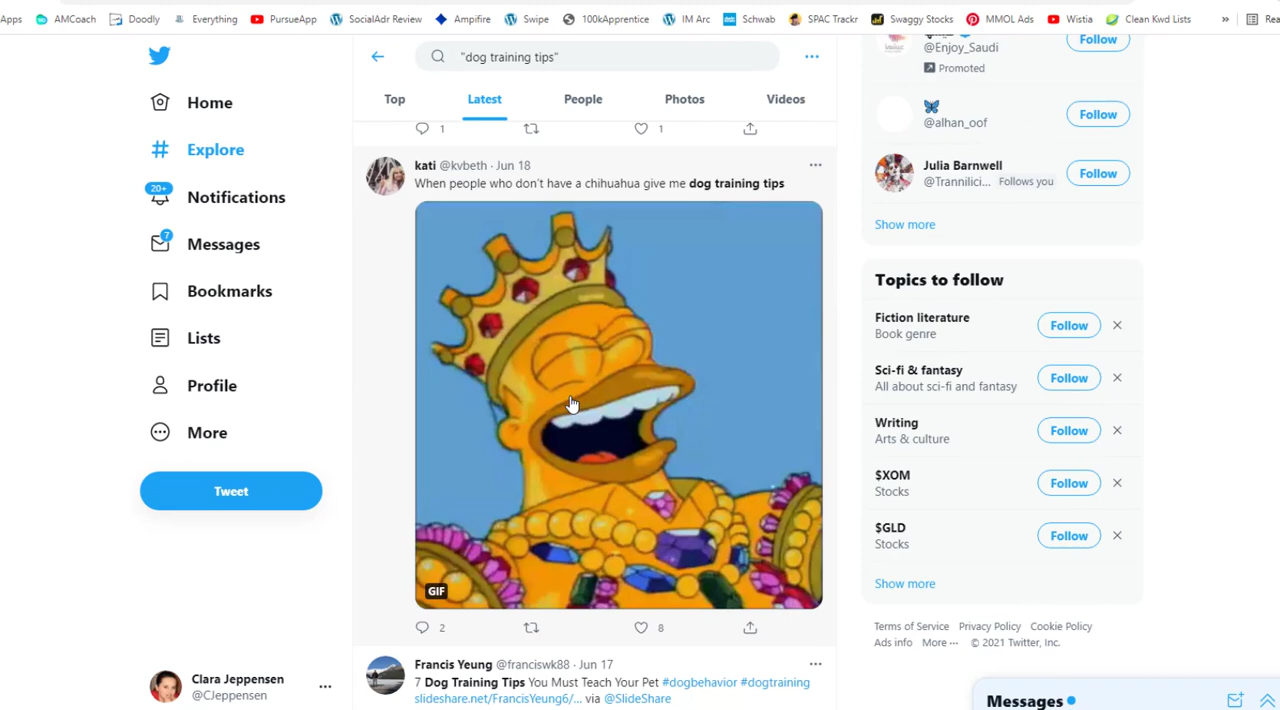 Apps AMCoach Doodly Everything PursueApp SocialAdr Review Ampifire Swipe 100kApprentice IM Arc Schwab SPAC Trackr Swaggy Stocks MMOL Ads Wistia Clean Kwd Lists » Rea
"dog training tips"
Top Latest People Photos Videos
Home
Explore
20+
Notifications
7
Messages
Bookmarks
Lists
Profile
More
Tweet
Clara Jeppensen
@CJeppensen
1 1
kati @kvbeth · Jun 18
When people who don't have a chihuahua give me dog training tips
GIF
2 8
Francis Yeung @franciswk88 · Jun 17
7 Dog Training Tips You Must Teach Your Pet #dogbehavior #dogtraining
slideshare.net/FrancisYeung6/... via @SlideShare
@Enjoy_Saudi
Follow
Promoted
@alhan_oof
Follow
Julia Barnwell
@Trannilici... Follows you
Follow
Show more
Topics to follow
Fiction literature
Book genre
Follow
Sci-fi & fantasy
All about sci-fi and fantasy
Follow
Writing
Arts & culture
Follow
$XOM
Stocks
Follow
$GLD
Stocks
Follow
Show more
Terms of Service Privacy Policy Cookie Policy
Ads info More ··· © 2021 Twitter, Inc.
Messages